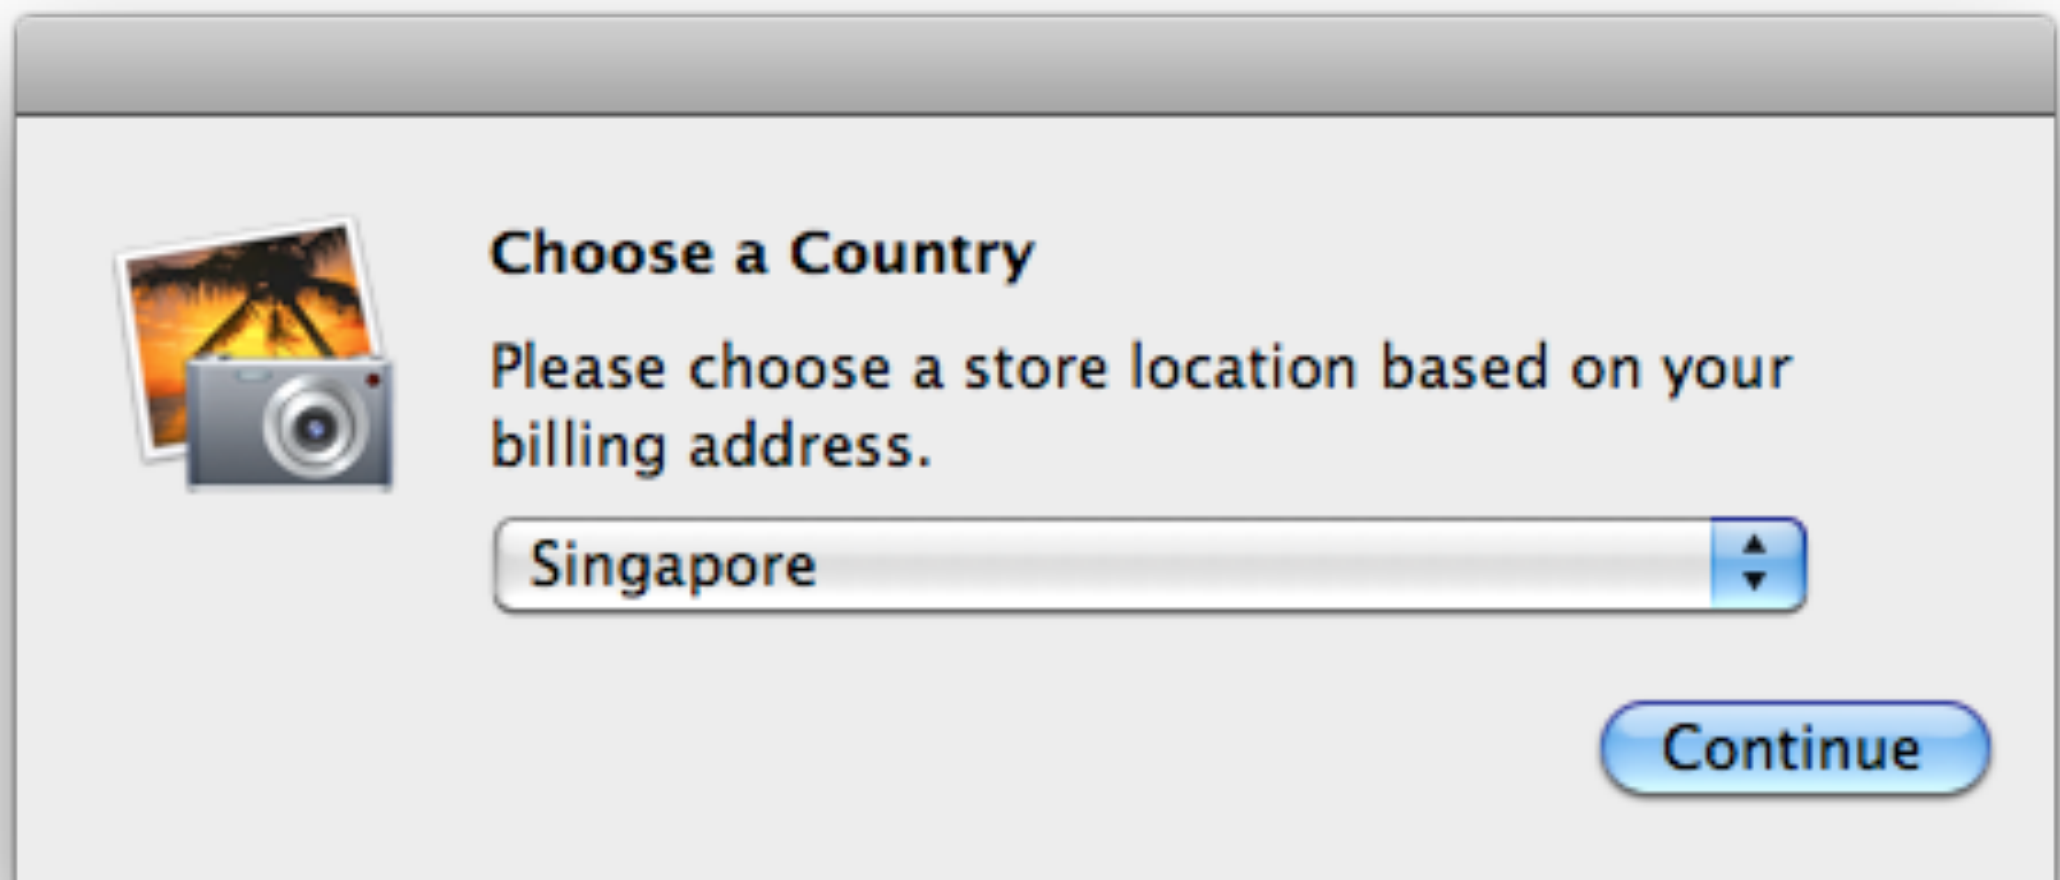 Choose a Country
Please choose a store location based on your
billing address.
Singapore
Continue